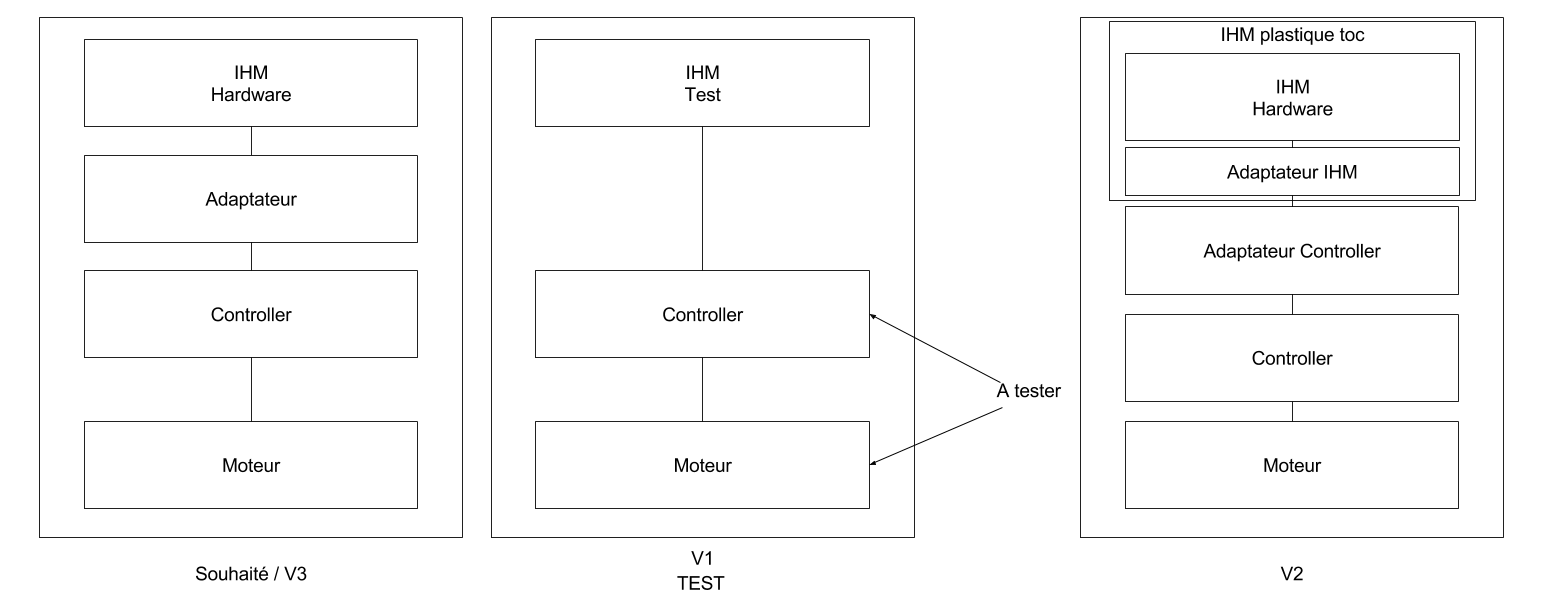 IHM
Hardware
Adaptateur
Controller
Moteur
Souhaité / V3
IHM
Test
Controller
Moteur
V1
TEST
A tester
IHM plastique toc
IHM
Hardware
Adaptateur IHM
Adaptateur Controller
Controller
Moteur
V2